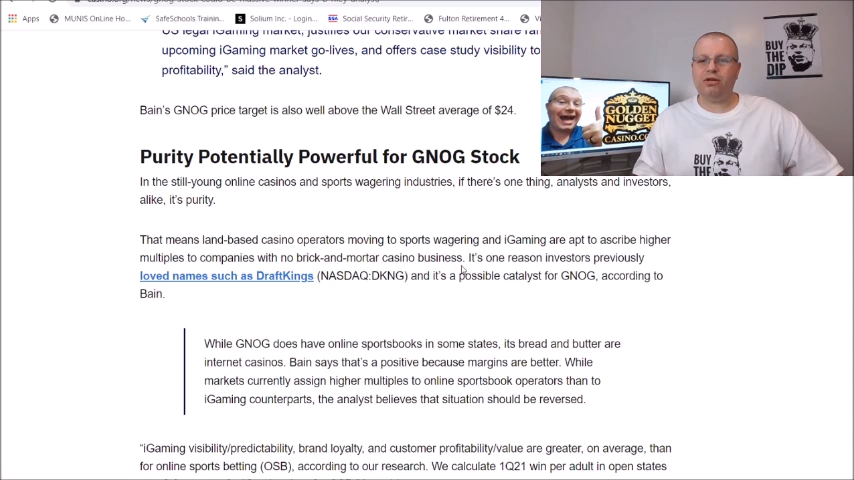 Apps MUNIS OnLine Ho... SafeSchools Trainin... Solium Inc. - Login... Social Security Retir... Fulton Retirement 4...
US legal iGaming market, justifies our conservative market share
upcoming iGaming market go-lives, and offers case study visibility to
profitability,” said the analyst.
BUY
THE
DIP
GOLDEN
NUGGET
BUY
THE
Bain's GNOG price target is also well above the Wall Street average of $24.
Purity Potentially Powerful for GNOG Stock
In the still-young online casinos and sports wagering industries, if there's one thing, analysts and investors,
alike, it's purity.
That means land-based casino operators moving to sports wagering and iGaming are apt to ascribe higher
multiples to companies with no brick-and-mortar casino business. It's one reason investors previously
loved names such as DraftKings (NASDAQ:DKNG) and it's a possible catalyst for GNOG, according to
Bain.
While GNOG does have online sportsbooks in some states, its bread and butter are
internet casinos. Bain says that's a positive because margins are better. While
markets currently assign higher multiples to online sportsbook operators than to
iGaming counterparts, the analyst believes that situation should be reversed.
“iGaming visibility/predictability, brand loyalty, and customer profitability/value are greater, on average, than
for online sports betting (OSB), according to our research. We calculate 1Q21 win per adult in open states